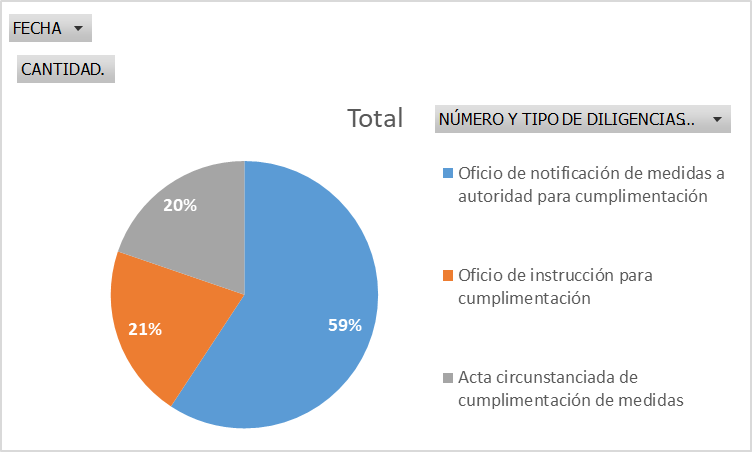 FECHA
CANTIDAD.
Total
NÚMERO Y TIPO DE DILIGENCIAS...
Oficio de notificación de medidas a
autoridad para cumplimentación
20%
Oficio de instrucción para
cumplimentación
21%
59%
Acta circunstanciada de
cumplimentación de medidas